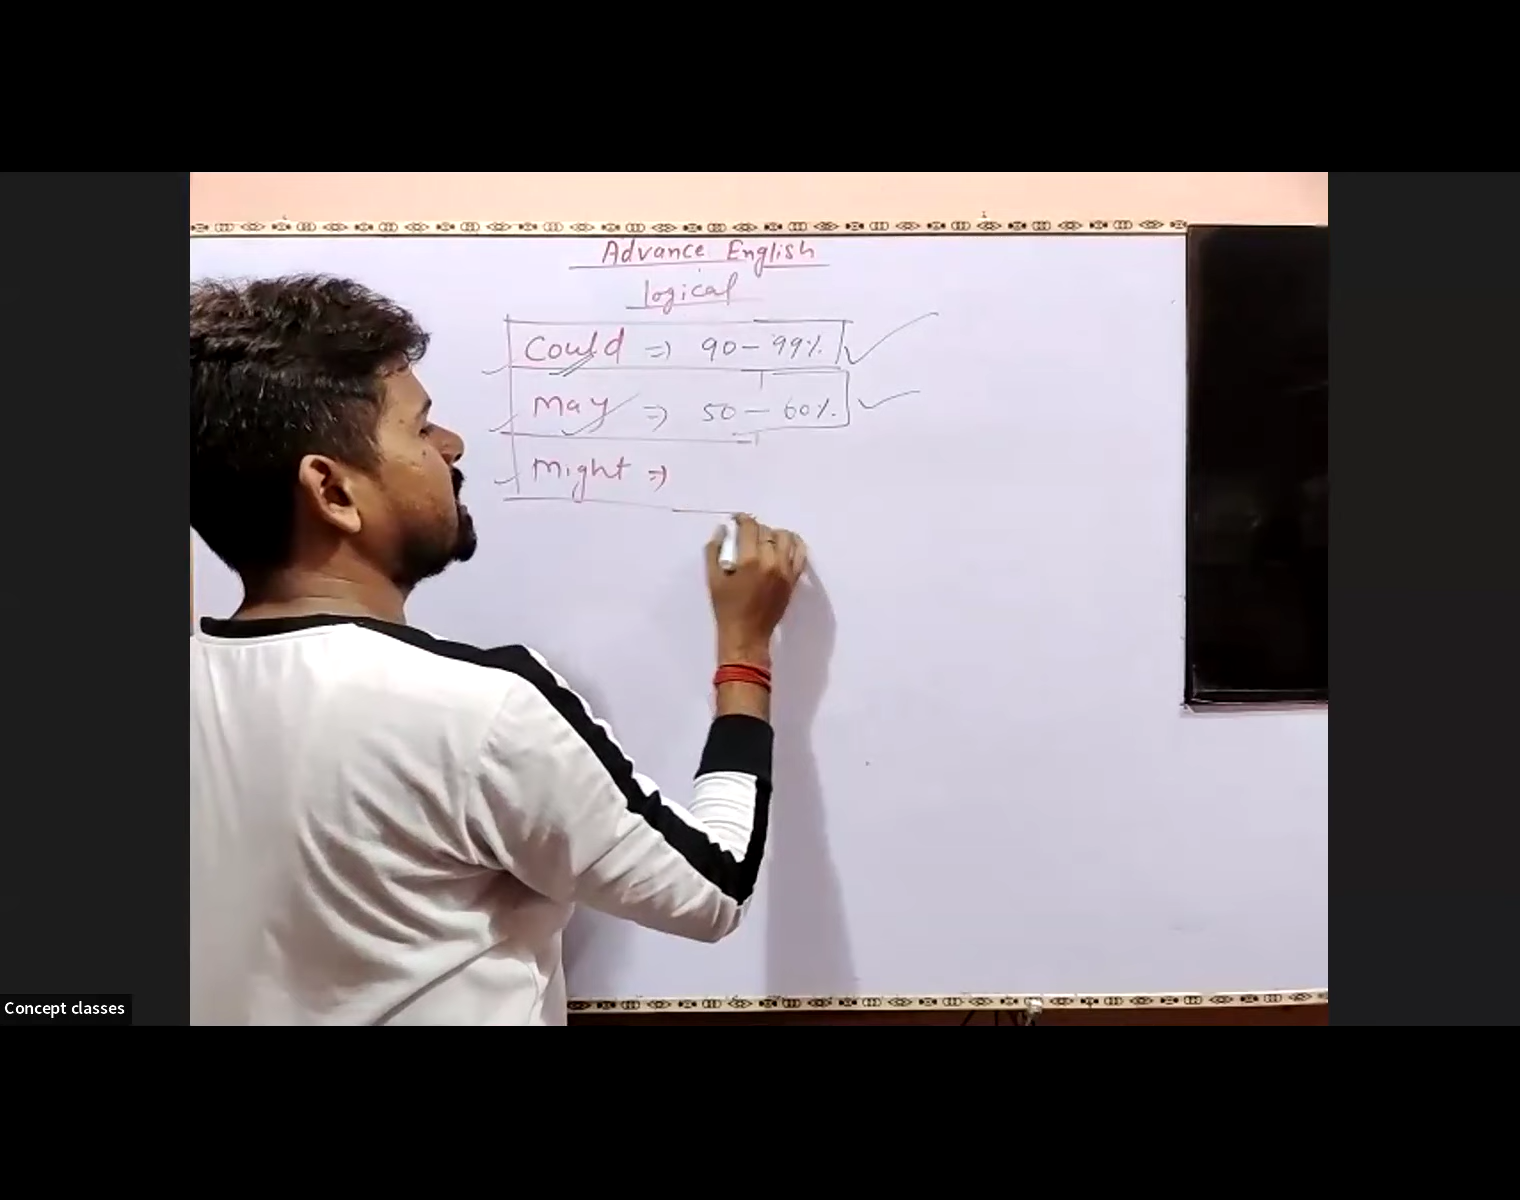 Advance English
logical
Could => 90-99%
May => 50-60%.
Might =>
Concept classes